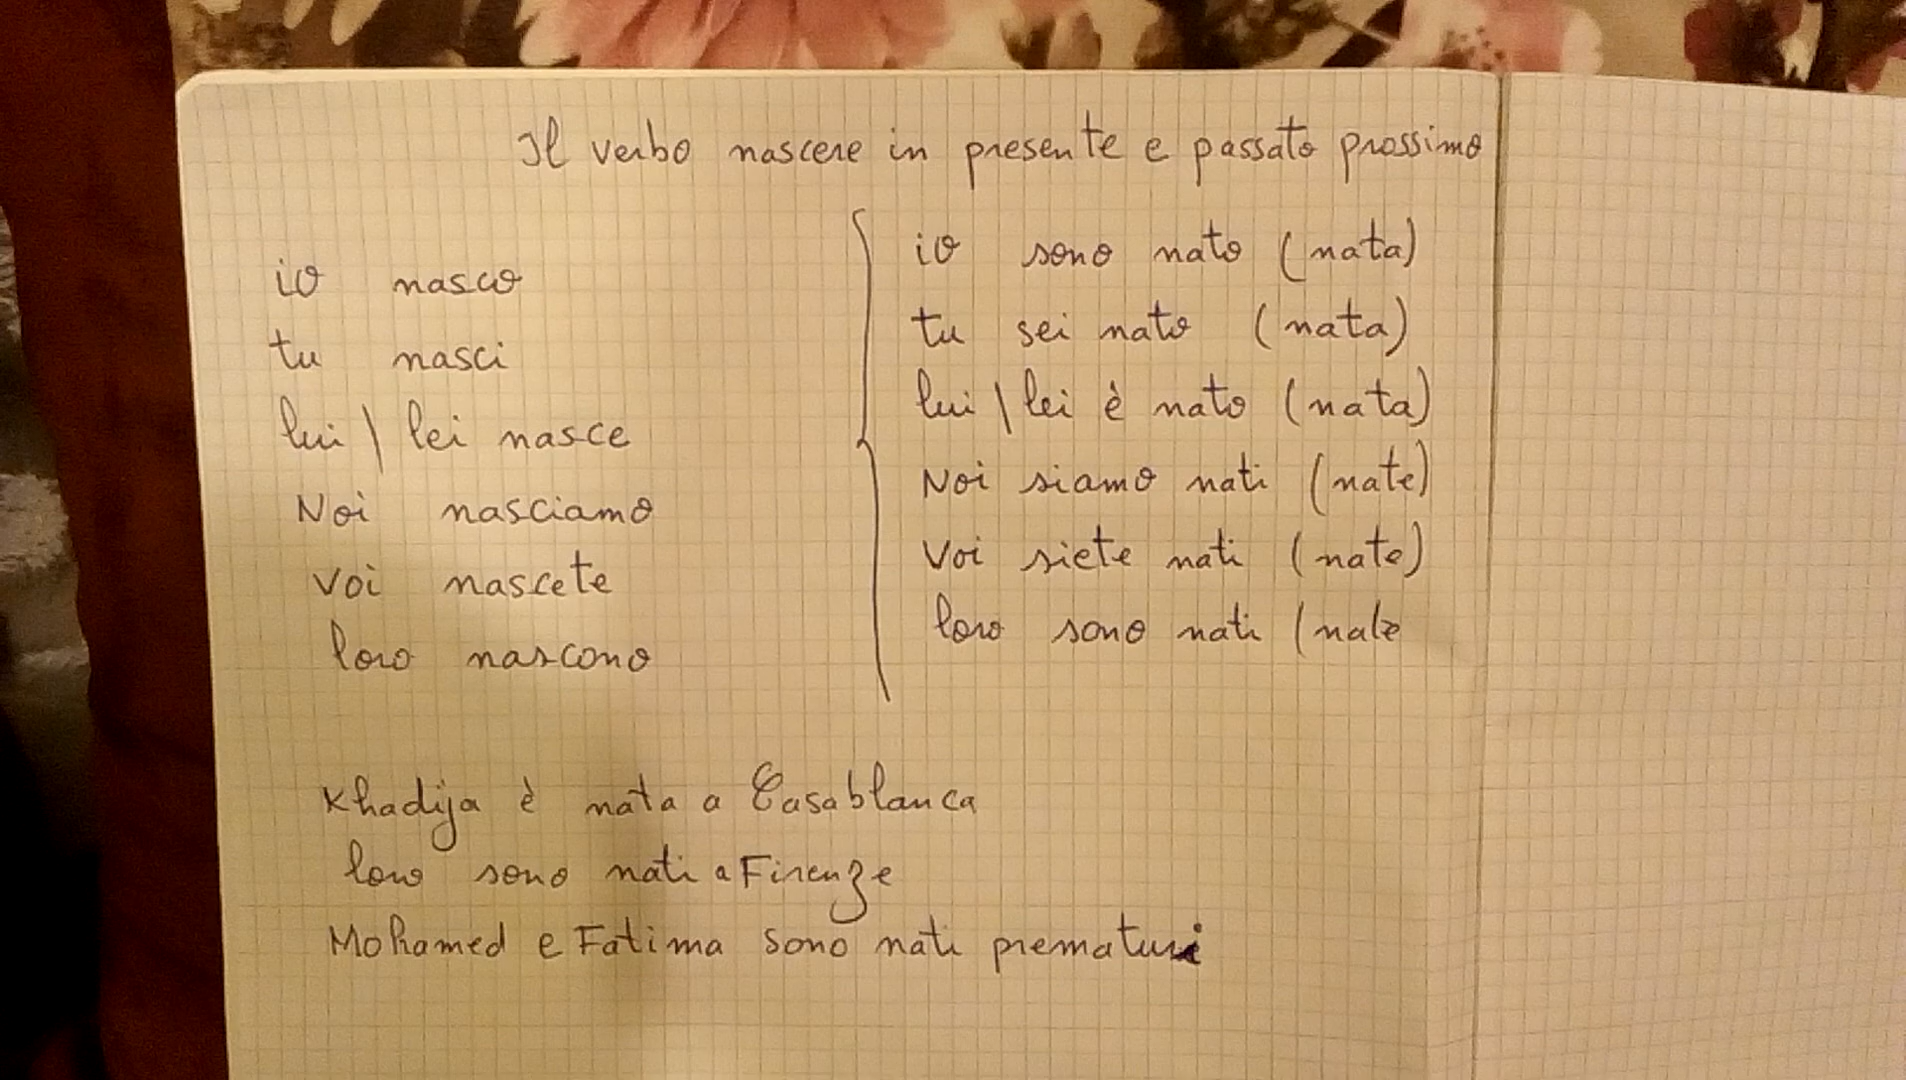 Il verbo nascere in presente e passato prossimo
io nasco
tu nasci
lui \ lei nasce
Noi nasciamo
Voi nascete
loro nascono
io sono nato (nata)
tu sei nato (nata)
lui \ lei è nato (nata)
Noi siamo nati (nate)
Voi siete nati (nate)
loro sono nati (nate
Khadija è nata a Casablanca
loro sono nati a Firenze
Mohamed e Fatima sono nati prematuri